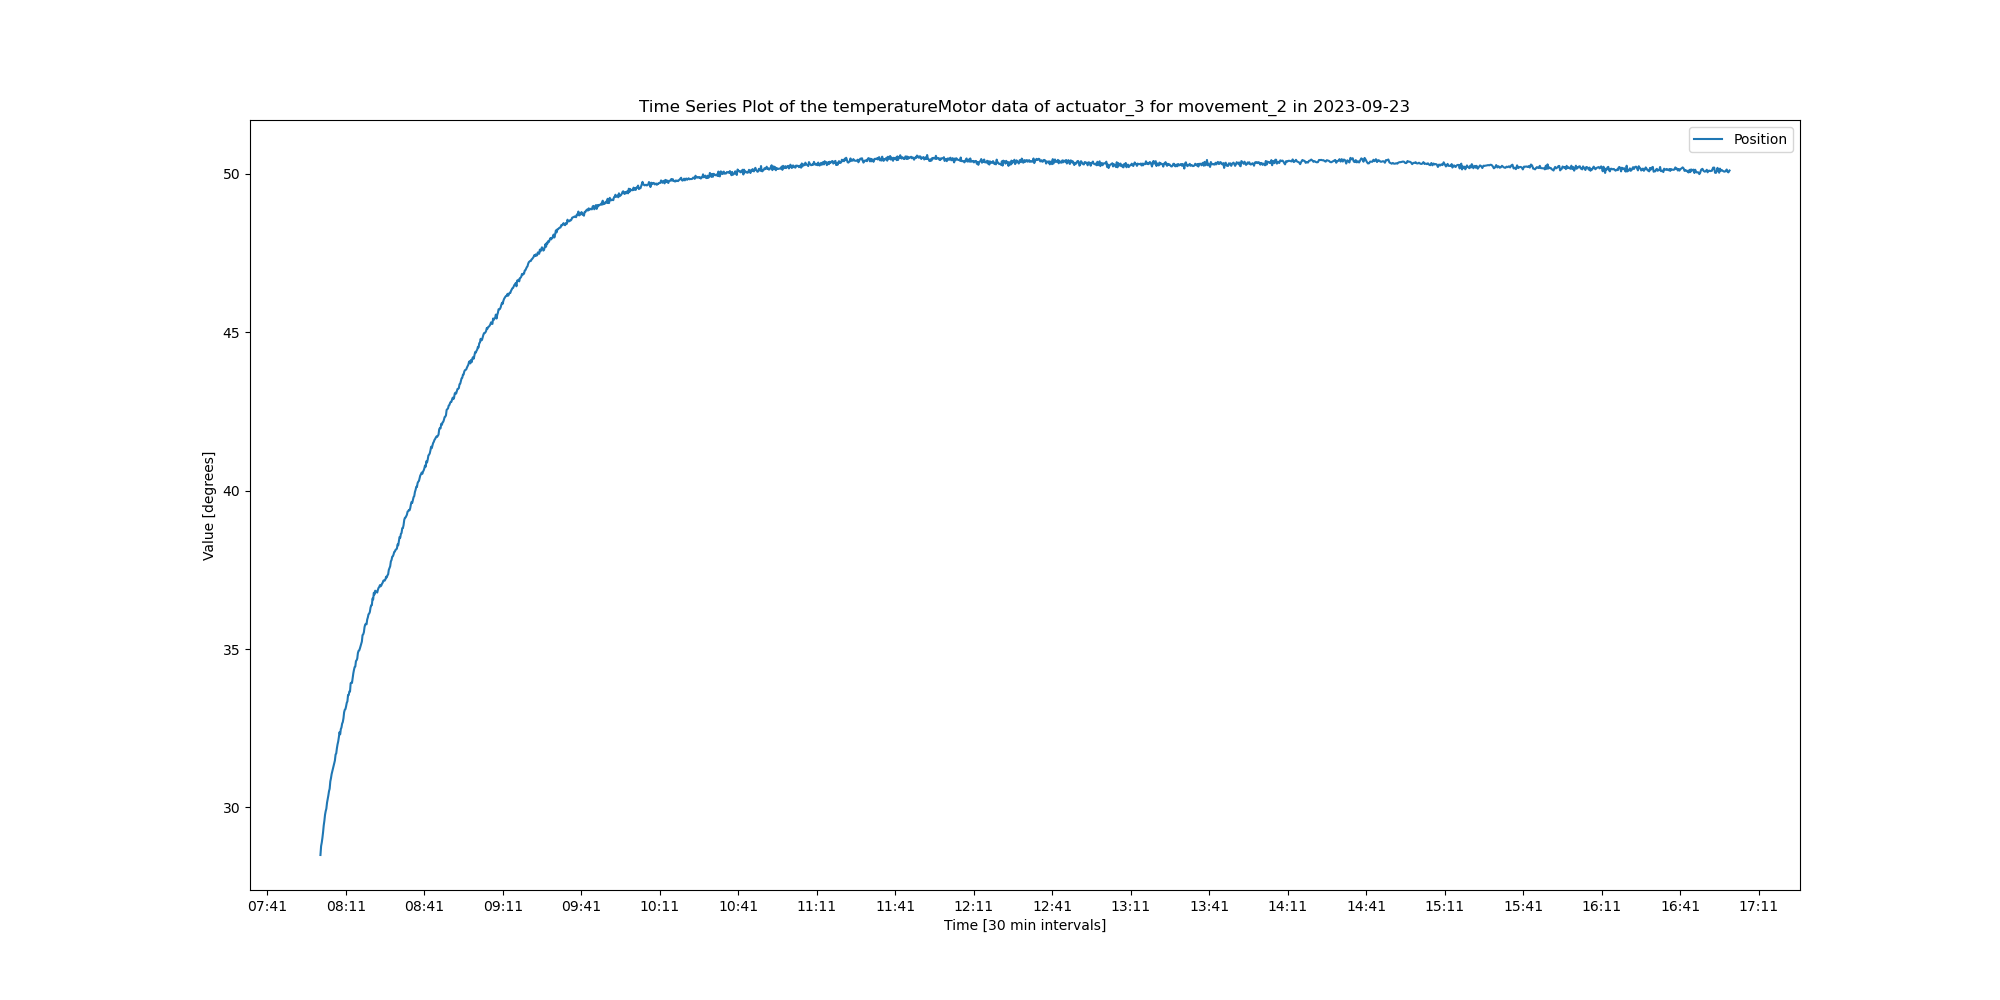 Time Series Plot of the temperatureMotor data of actuator_3 for movement_2 in 2023-09-23
Position
50
45
40
35
30
Value [degrees]
07:41 08:11 08:41 09:11 09:41 10:11 10:41 11:11 11:41 12:11 12:41 13:11 13:41 14:11 14:41 15:11 15:41 16:11 16:41 17:11
Time [30 min intervals]